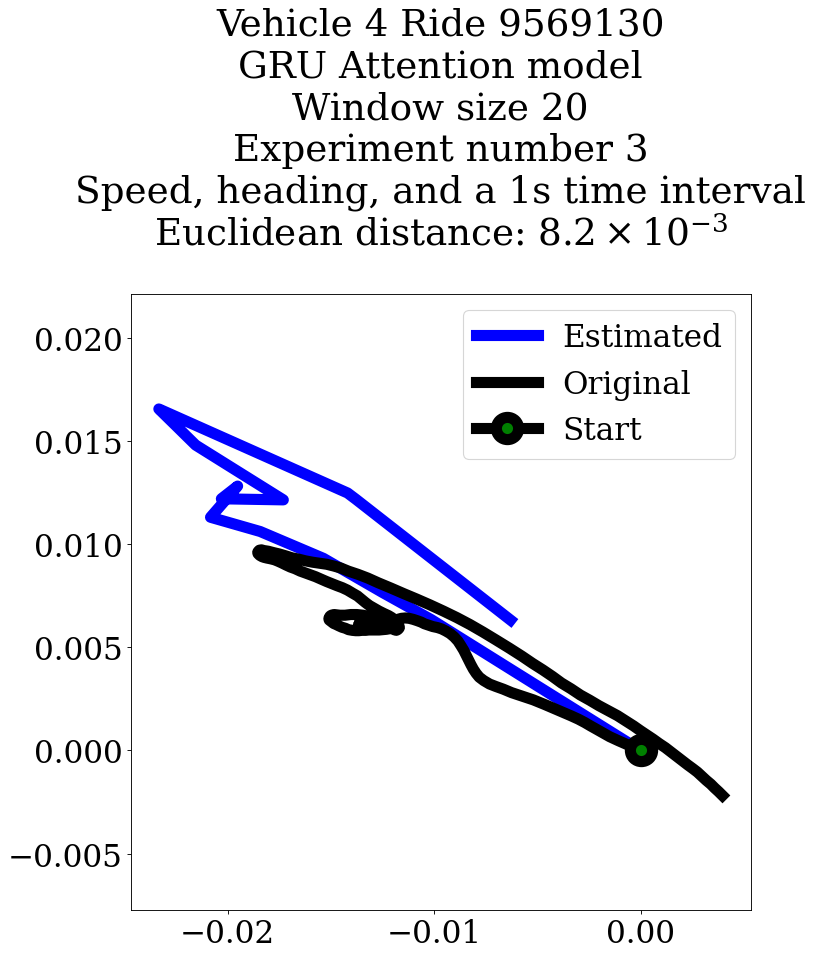 Vehicle 4 Ride 9569130
GRU Attention model
Window size 20
Experiment number 3
Speed, heading, and a 1s time interval
Euclidean distance: 8.2 × 10⁻³
Estimated
Original
Start
0.020
0.015
0.010
0.005
0.000
−0.005
−0.02
−0.01
0.00